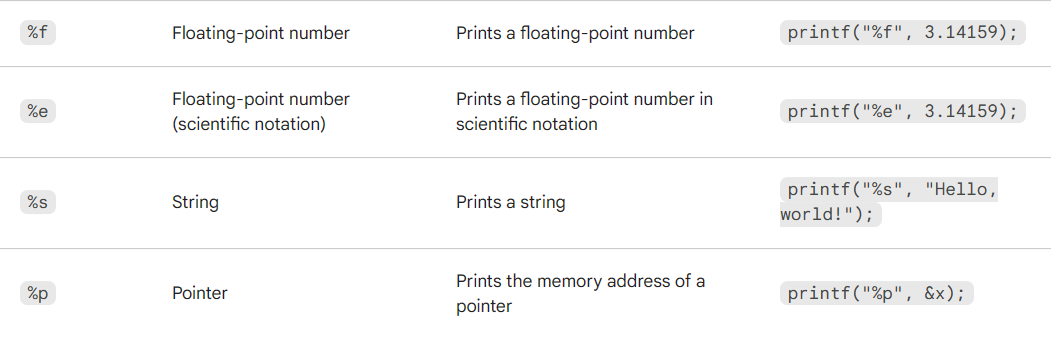 %f Floating-point number Prints a floating-point number printf("%f", 3.14159);
%e Floating-point number Prints a floating-point number in printf("%e", 3.14159);
(scientific notation) scientific notation
%s String Prints a string printf("%s", "Hello,
world!");
%p Pointer Prints the memory address of a printf("%p", &x);
pointer